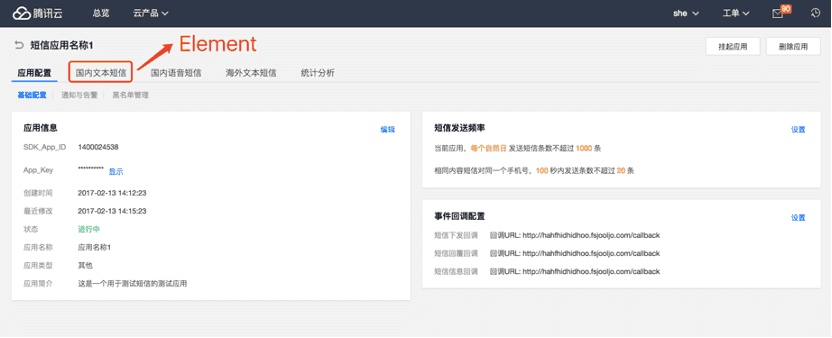 腾讯云 总览 云产品 she 工单 90
短信应用名称1 Element 挂起应用 删除应用
应用配置 国内文本短信 国内语音短信 海外文本短信 统计分析
基础配置 通知与告警 黑名单管理
应用信息 编辑
SDK_App_ID 1400024538
App_Key ********** 显示
创建时间 2017-02-13 14:12:23
最近修改 2017-02-13 14:15:23
状态 进行中
应用名称 应用名称1
应用类型 其他
应用简介 这是一个用于测试短信的测试应用
短信发送频率 设置
当前应用，每个自然日 发送短信条数不超过 1000 条
相同内容短信对同一个手机号，100 秒内发送条数不超过 20 条
事件回调配置 设置
短信下发回调 回调URL: http://hahfhidhidhoo.fsjooljo.com/callback
短信回覆回调 回调URL: http://hahfhidhidhoo.fsjooljo.com/callback
短信信息回调 回调URL: http://hahfhidhidhoo.fsjooljo.com/callback